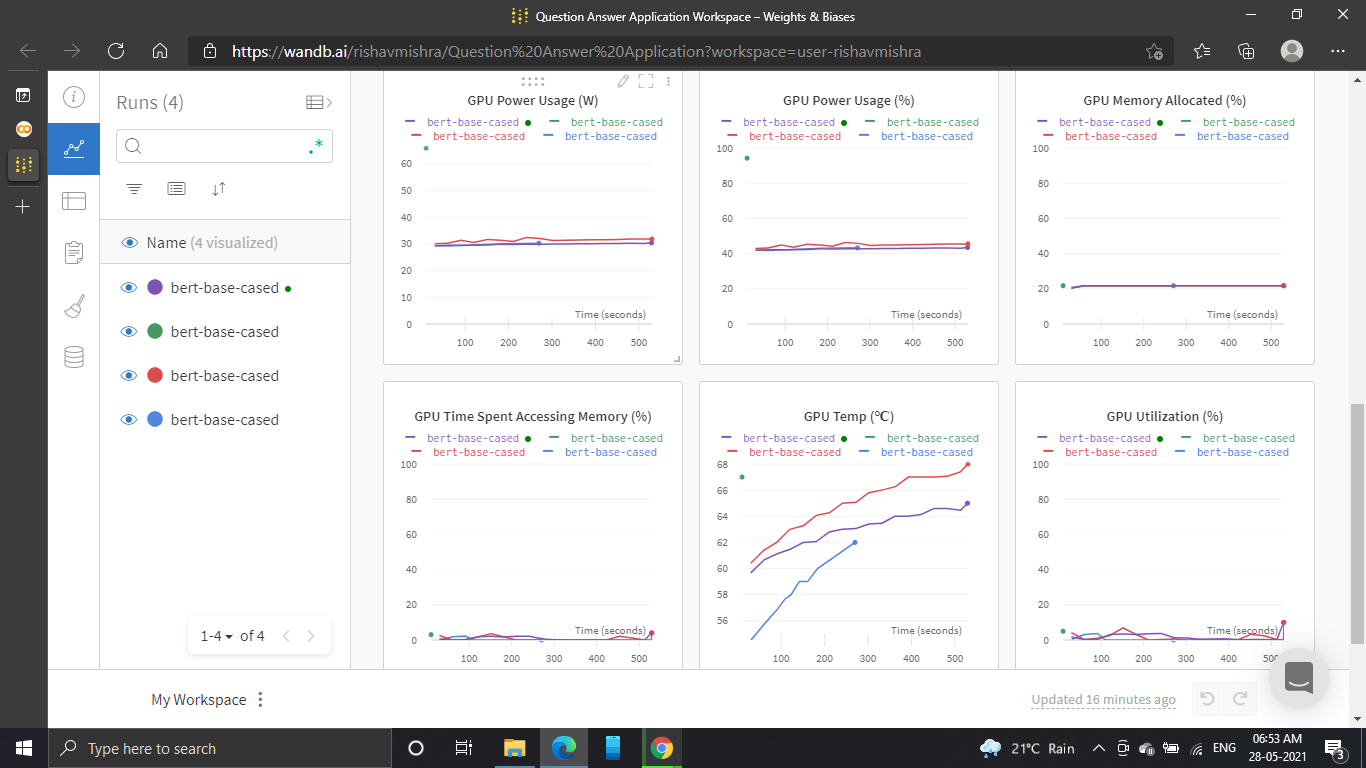 Question Answer Application Workspace – Weights & Biases
https://wandb.ai/rishavmishra/Question%20Answer%20Application?workspace=user-rishavmishra
Runs (4)
.*
Name (4 visualized)
bert-base-cased
bert-base-cased
bert-base-cased
bert-base-cased
1-4 of 4
GPU Power Usage (W)
bert-base-cased bert-base-cased
bert-base-cased bert-base-cased
60
50
40
30
20
10
0
Time (seconds)
100 200 300 400 500
GPU Power Usage (%)
bert-base-cased bert-base-cased
bert-base-cased bert-base-cased
100
80
60
40
20
0
Time (seconds)
100 200 300 400 500
GPU Memory Allocated (%)
bert-base-cased bert-base-cased
bert-base-cased bert-base-cased
100
80
60
40
20
0
Time (seconds)
100 200 300 400 500
GPU Time Spent Accessing Memory (%)
bert-base-cased bert-base-cased
bert-base-cased bert-base-cased
100
80
60
40
20
0
Time (seconds)
100 200 300 400 500
GPU Temp (℃)
bert-base-cased bert-base-cased
bert-base-cased bert-base-cased
68
66
64
62
60
58
56
Time (seconds)
100 200 300 400 500
GPU Utilization (%)
bert-base-cased bert-base-cased
bert-base-cased bert-base-cased
100
80
60
40
20
0
Time (seconds)
100 200 300 400
My Workspace
Updated 16 minutes ago
Type here to search
21°C Rain
ENG
06:53 AM
28-05-2021
3